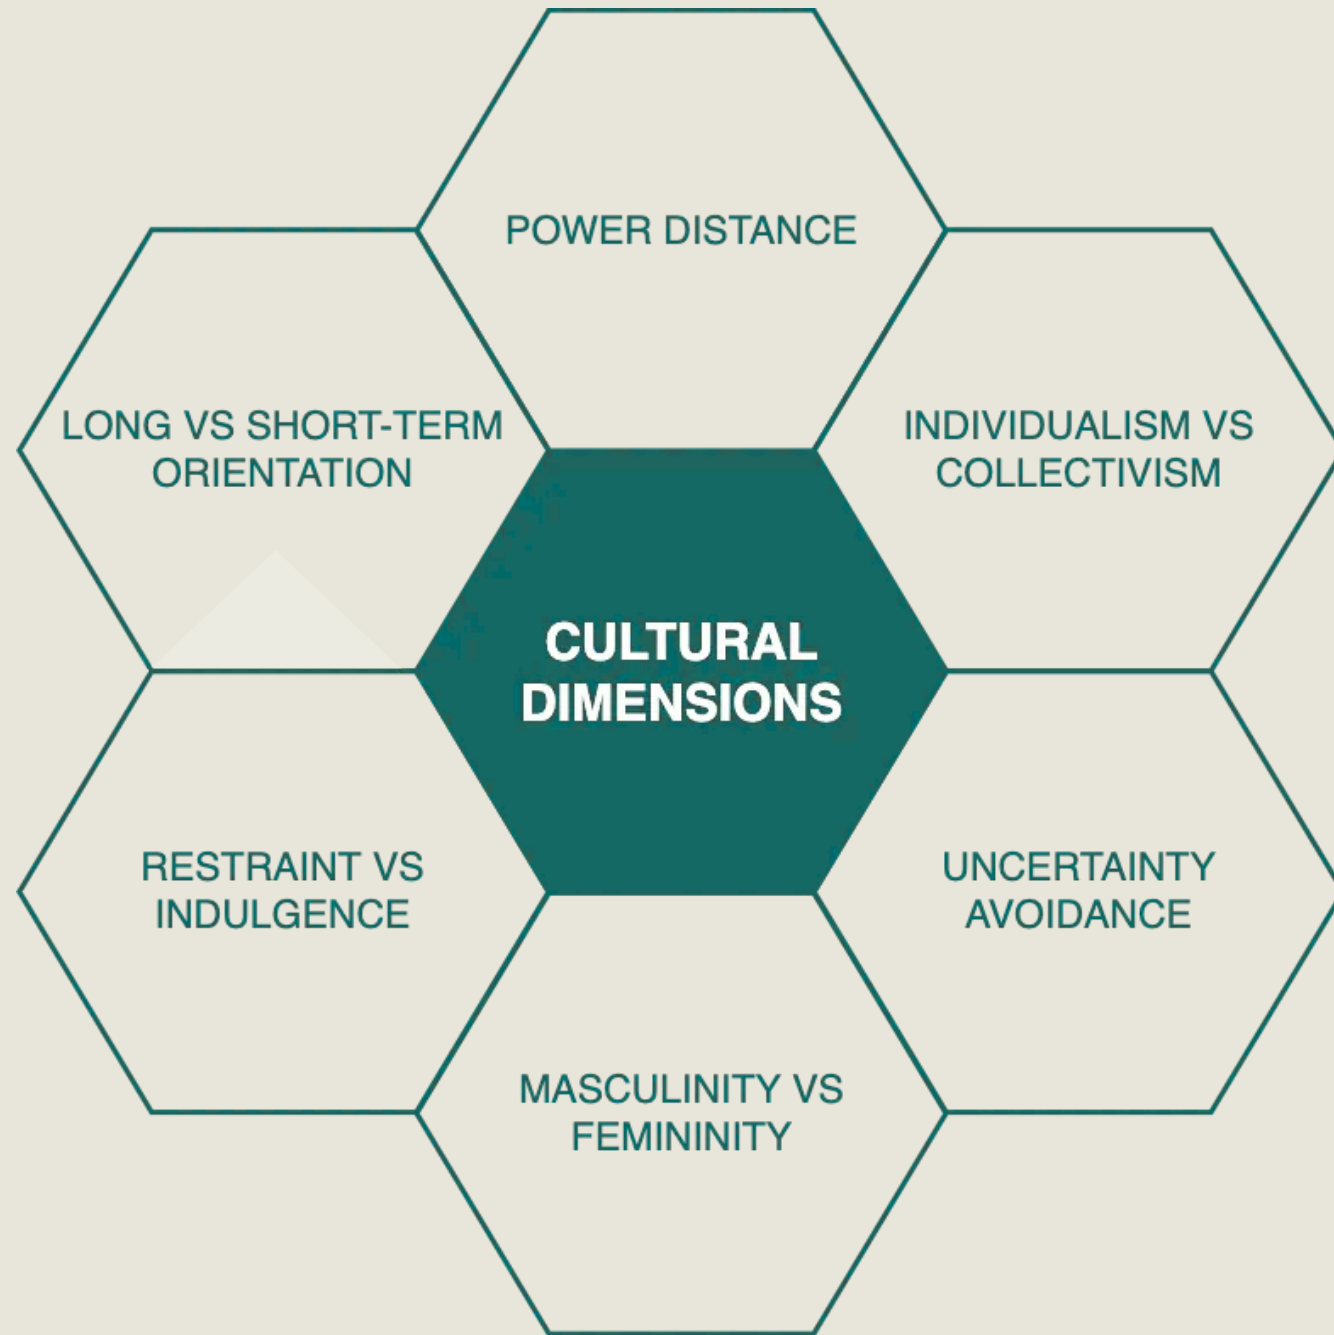 POWER DISTANCE
LONG VS SHORT-TERM
ORIENTATION
INDIVIDUALISM VS
COLLECTIVISM
CULTURAL
DIMENSIONS
RESTRAINT VS
INDULGENCE
UNCERTAINTY
AVOIDANCE
MASCULINITY VS
FEMININITY